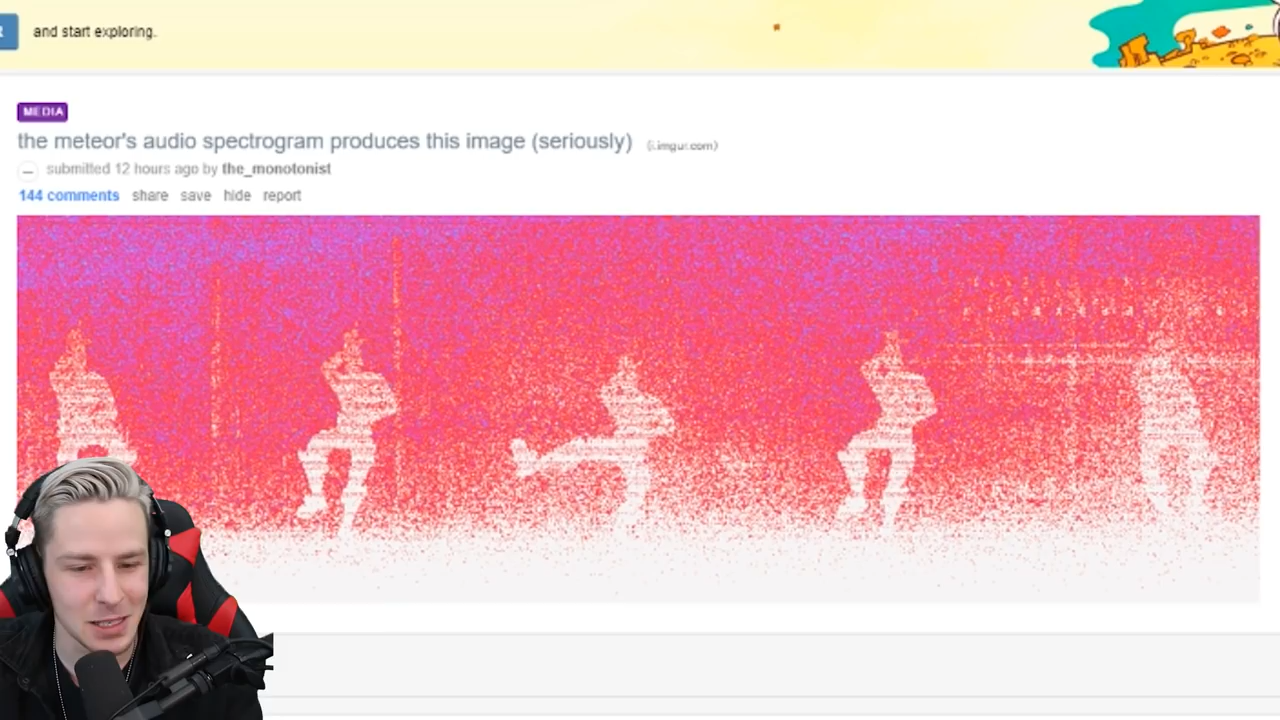 and start exploring.
MEDIA
the meteor's audio spectrogram produces this image (seriously) (i.imgur.com)
submitted 12 hours ago by the_monotonist
144 comments share save hide report